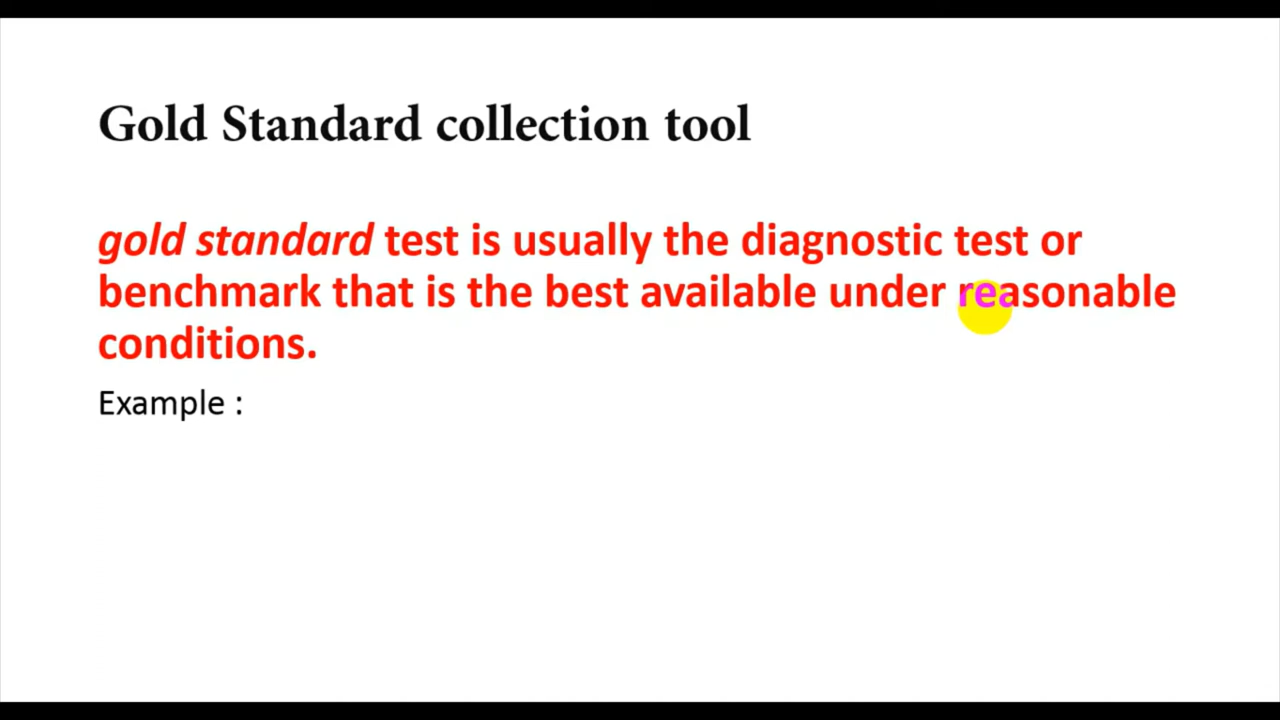 Gold Standard collection tool
gold standard test is usually the diagnostic test or
benchmark that is the best available under reasonable
conditions.
Example :